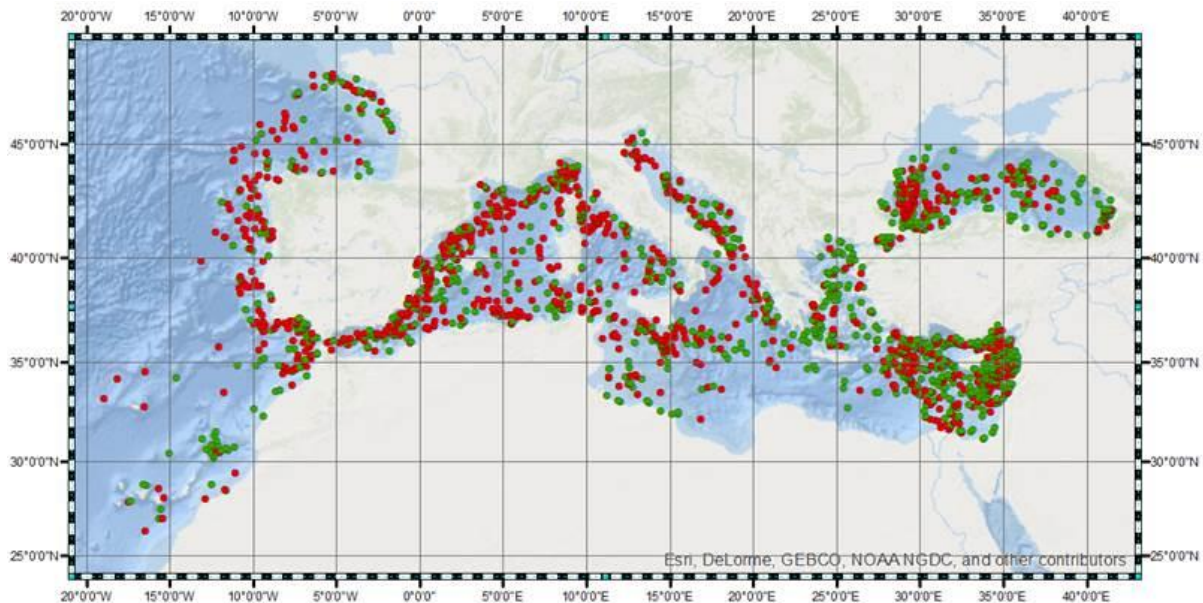 20°0'0"W 15°0'0"W 10°0'0"W 5°0'0"W 0°0'0"E 5°0'0"E 10°0'0"E 15°0'0"E 20°0'0"E 25°0'0"E 30°0'0"E 35°0'0"E 40°0'0"E
45°0'0"N 45°0'0"N
40°0'0"N 40°0'0"N
35°0'0"N 35°0'0"N
30°0'0"N 30°0'0"N
25°0'0"N 25°0'0"N
Esri, DeLorme, GEBCO, NOAA NGDC, and other contributors
20°0'0"W 15°0'0"W 10°0'0"W 5°0'0"W 0°0'0"E 5°0'0"E 10°0'0"E 15°0'0"E 20°0'0"E 25°0'0"E 30°0'0"E 35°0'0"E 40°0'0"E